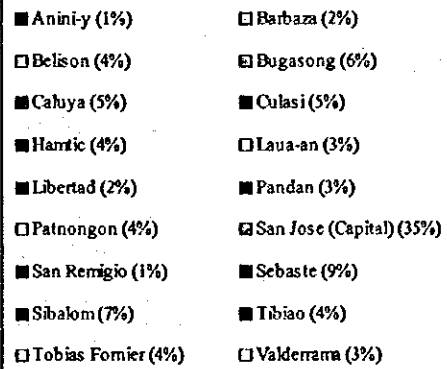 Anini-y (1%) Barbaza (2%)
Belison (4%) Bugasong (6%)
Caluya (5%) Culasi (5%)
Hamtic (4%) Laua-an (3%)
Libertad (2%) Pandan (3%)
Patnongon (4%) San Jose (Capital) (35%)
San Remigio (1%) Sebaste (9%)
Sibalom (7%) Tibiao (4%)
Tobias Fornier (4%) Valderrama (3%)